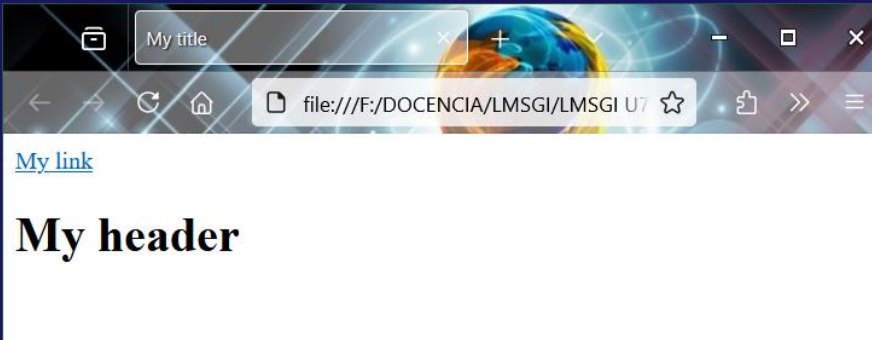 My title
file:///F:/DOCENCIA/LMSGI/LMSGI U7
My link
My header